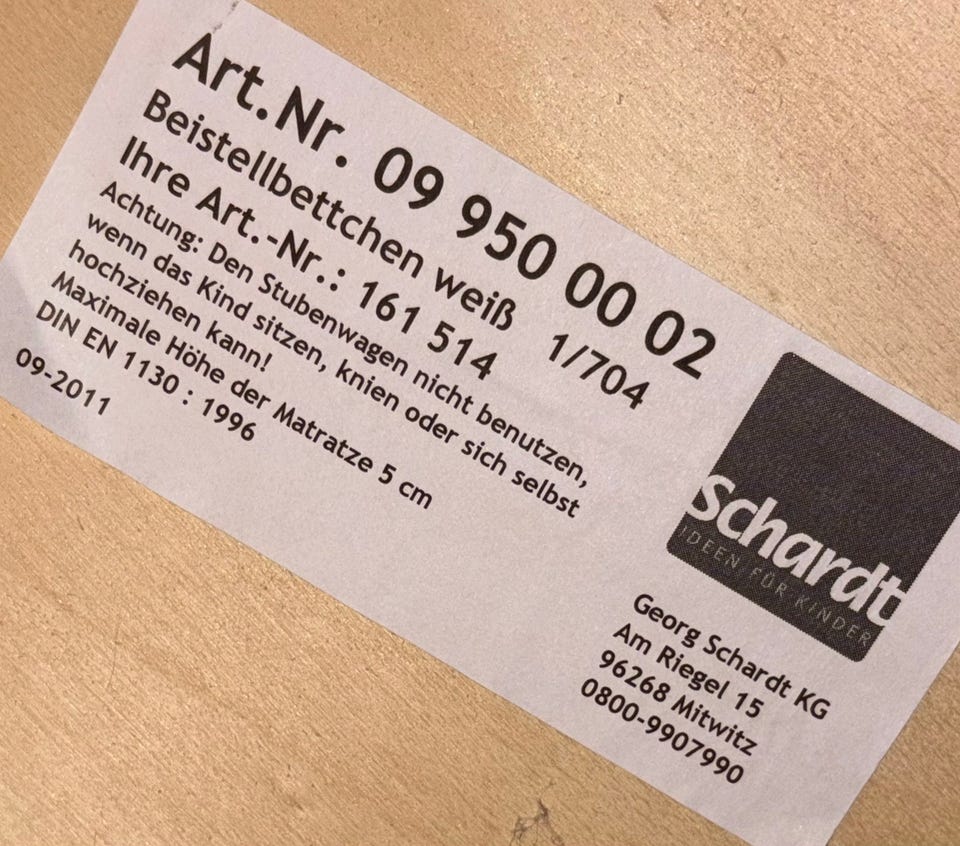 Art.Nr. 09 950 00 02
Beistellbettchen weiß 1/704
Ihre Art.-Nr.: 161 514
Achtung: Den Stubenwagen nicht benutzen,
wenn das Kind sitzen, knien oder sich selbst
hochziehen kann!
Maximale Höhe der Matratze 5 cm
DIN EN 1130 : 1996
09-2011
schardt
IDEEN FÜR KINDER
Georg Schardt KG
Am Riegel 15
96268 Mitwitz
0800-9907990